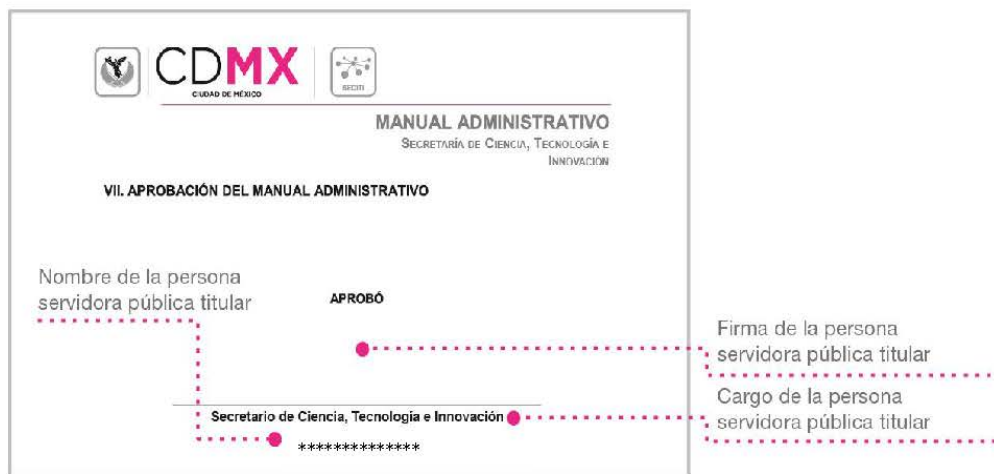 CDMX
CIUDAD DE MÉXICO
SECITI
MANUAL ADMINISTRATIVO
SECRETARÍA DE CIENCIA, TECNOLOGÍA E
INNOVACIÓN
VII. APROBACIÓN DEL MANUAL ADMINISTRATIVO
Nombre de la persona
servidora pública titular
APROBÓ
Firma de la persona
servidora pública titular
Cargo de la persona
servidora pública titular
Secretario de Ciencia, Tecnología e Innovación
**************